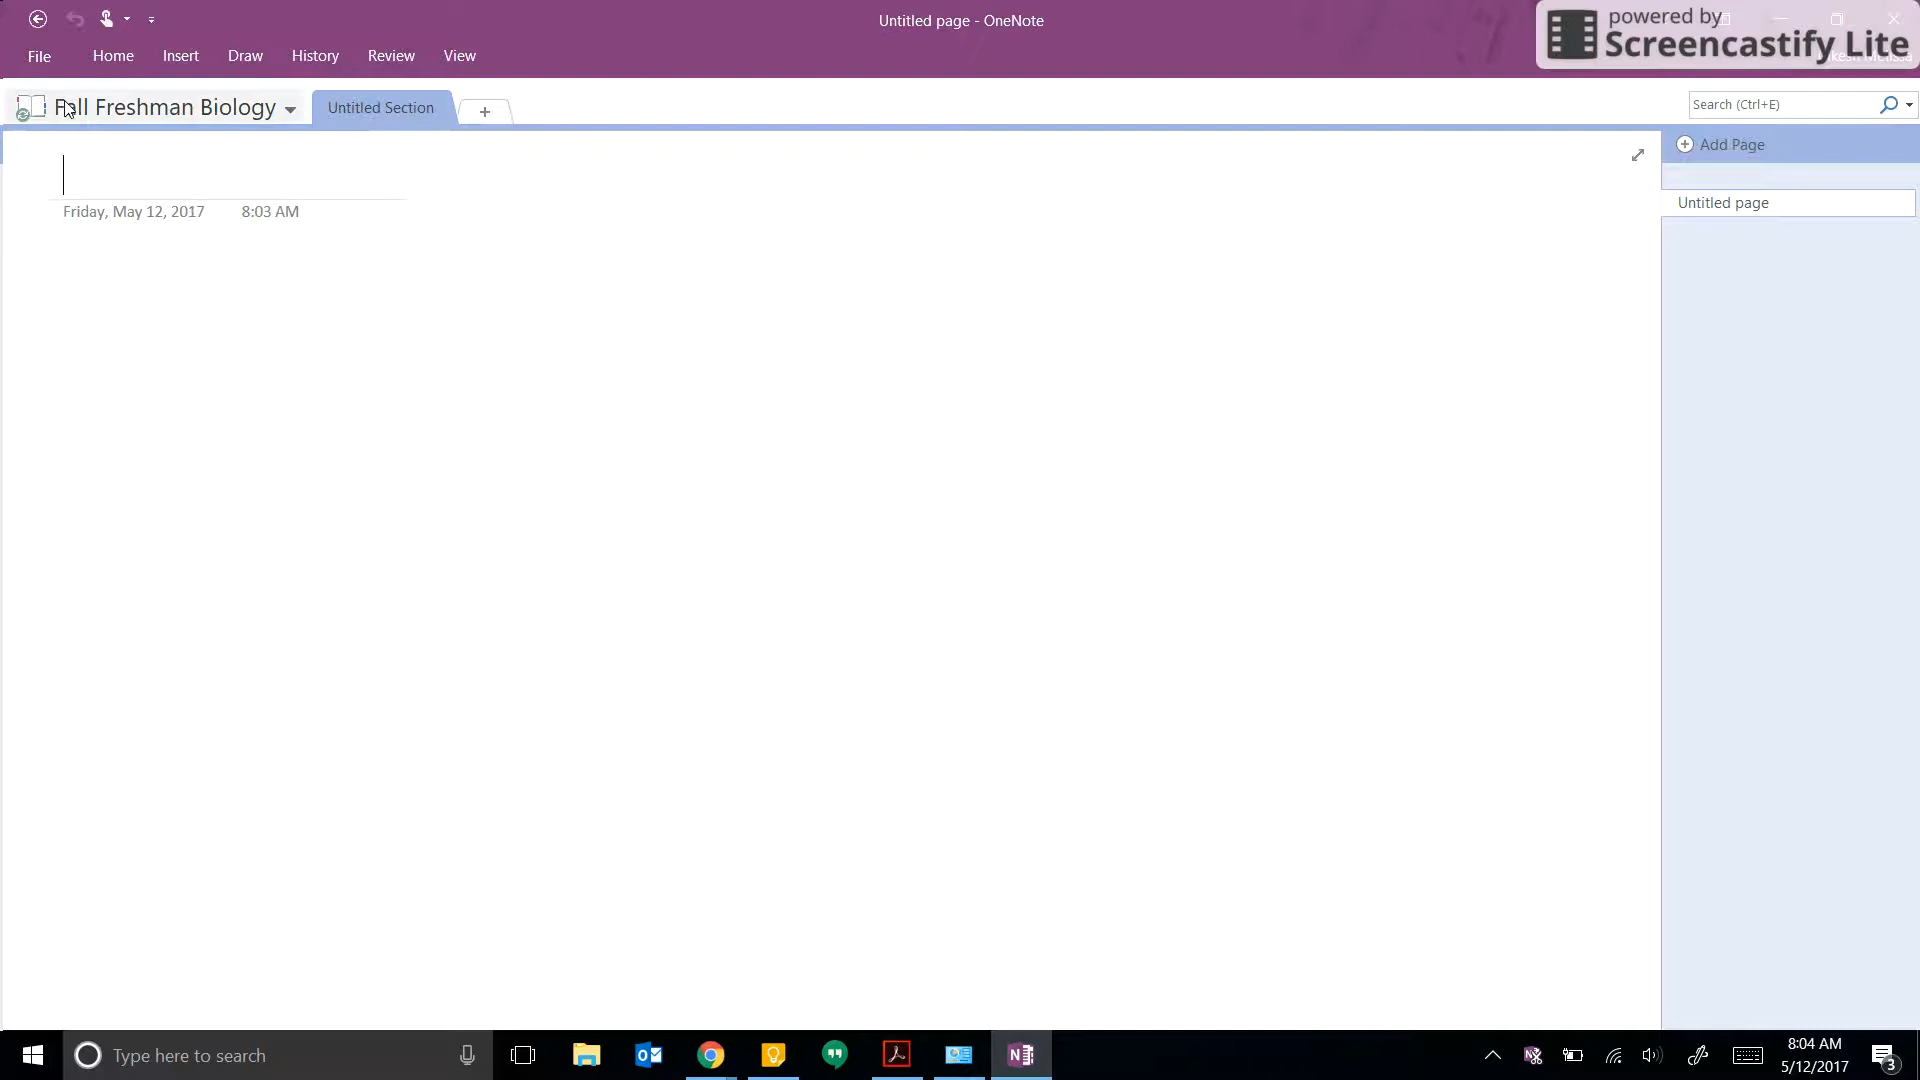 Untitled page - OneNote
powered by
Screencastify Lite
File Home Insert Draw History Review View
Fall Freshman Biology
Untitled Section
+
Search (Ctrl+E)
Add Page
Untitled page
Friday, May 12, 2017 8:03 AM
Type here to search
8:04 AM
5/12/2017
3